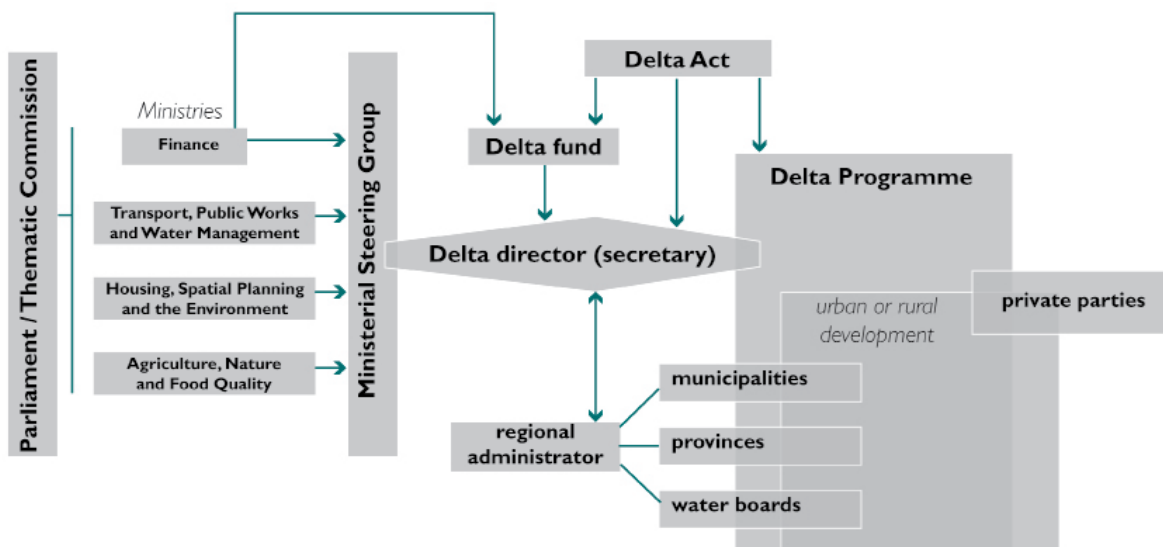 Parliament / Thematic Commission
Ministries
Finance
Transport, Public Works
and Water Management
Housing, Spatial Planning
and the Environment
Agriculture, Nature
and Food Quality
Ministerial Steering Group
Delta Act
Delta fund
Delta Programme
Delta director (secretary)
private parties
urban or rural
development
municipalities
regional
administrator
provinces
water boards